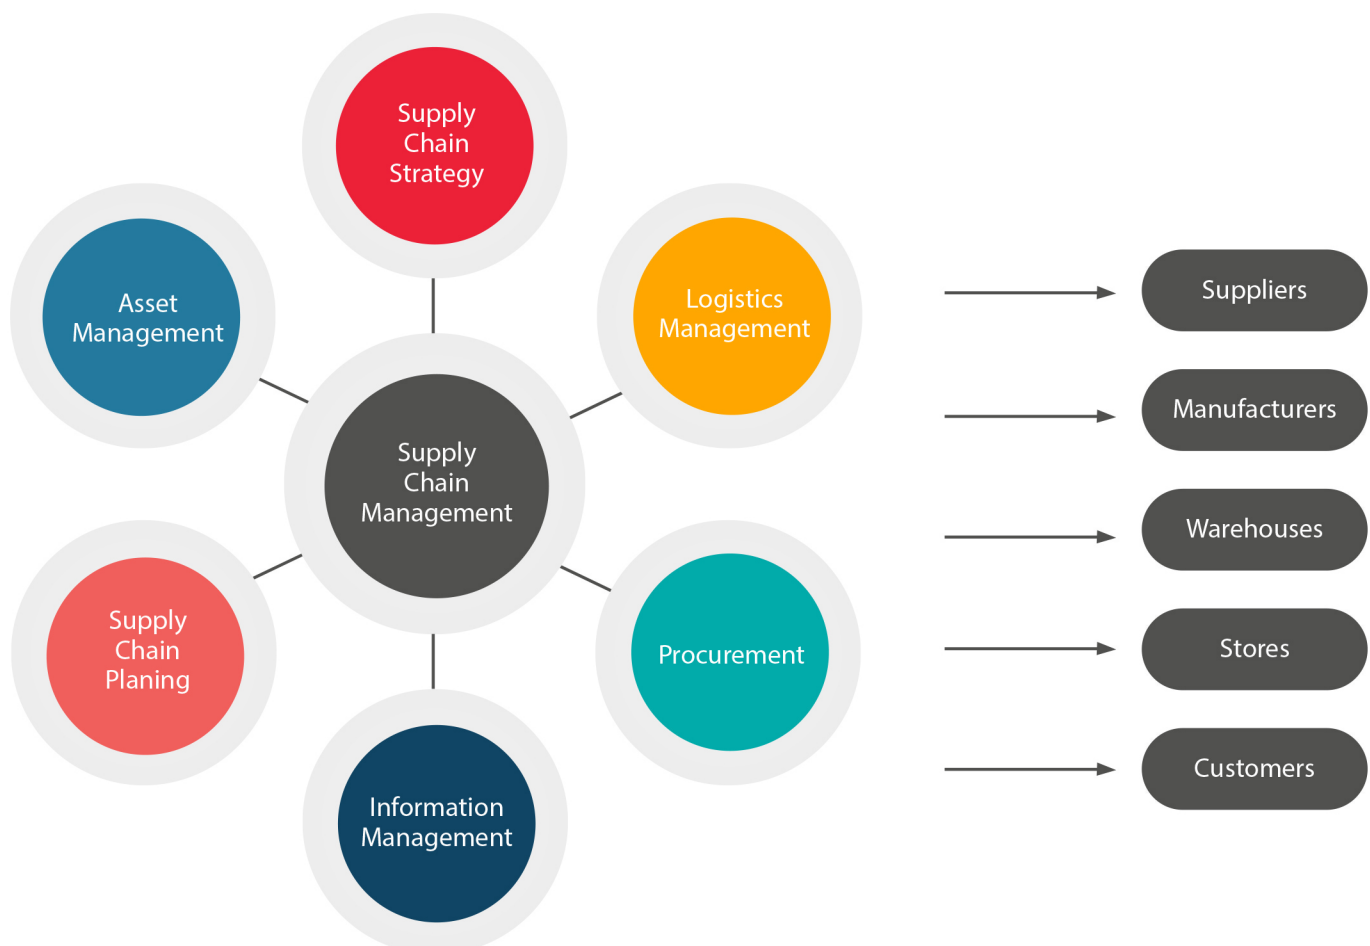 Supply
Chain
Strategy
Asset
Management
Logistics
Management
Supply
Chain
Management
Supply
Chain
Planing
Procurement
Information
Management
Suppliers
Manufacturers
Warehouses
Stores
Customers